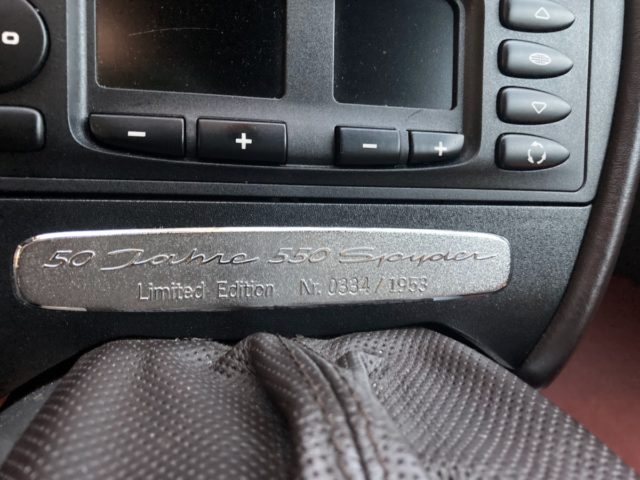 O
- + - +
50 Jahre 550 Spyder
Limited Edition Nr. 0334/1953